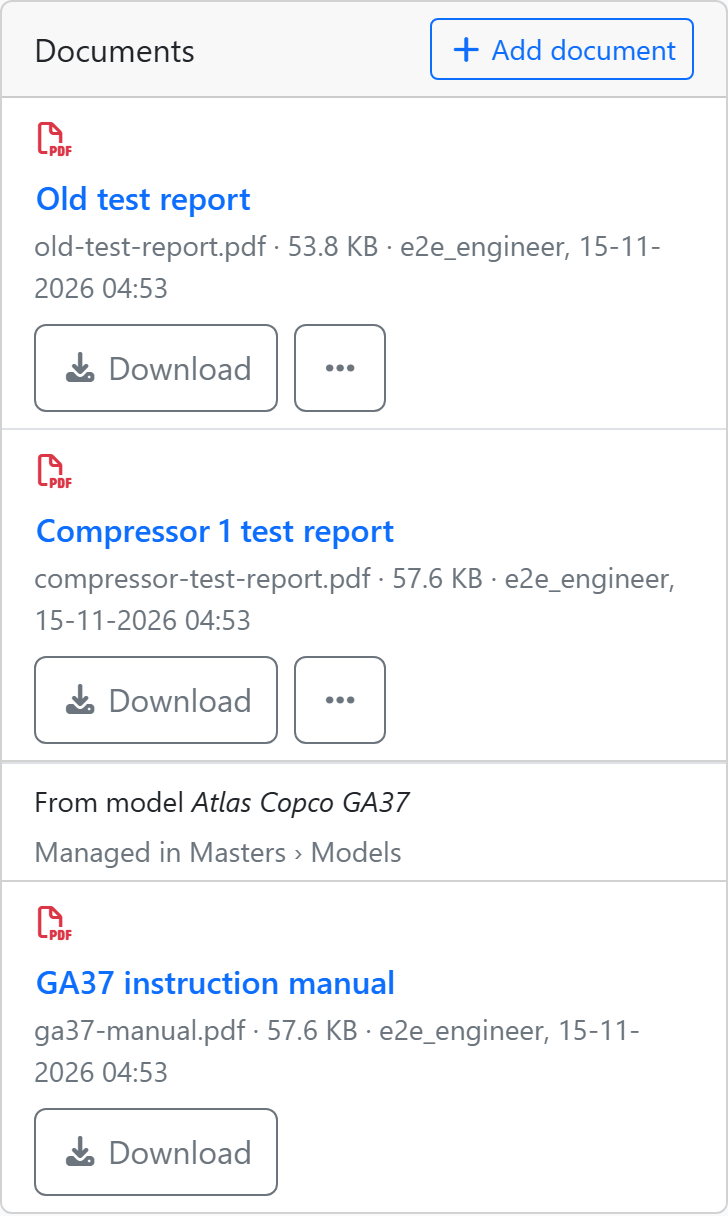 Documents
+ Add document
PDF
Old test report
old-test-report.pdf · 53.8 KB · e2e_engineer, 15-11-
2026 04:53
Download
•••
PDF
Compressor 1 test report
compressor-test-report.pdf · 57.6 KB · e2e_engineer,
15-11-2026 04:53
Download
•••
From model Atlas Copco GA37
Managed in Masters › Models
PDF
GA37 instruction manual
ga37-manual.pdf · 57.6 KB · e2e_engineer, 15-11-
2026 04:53
Download